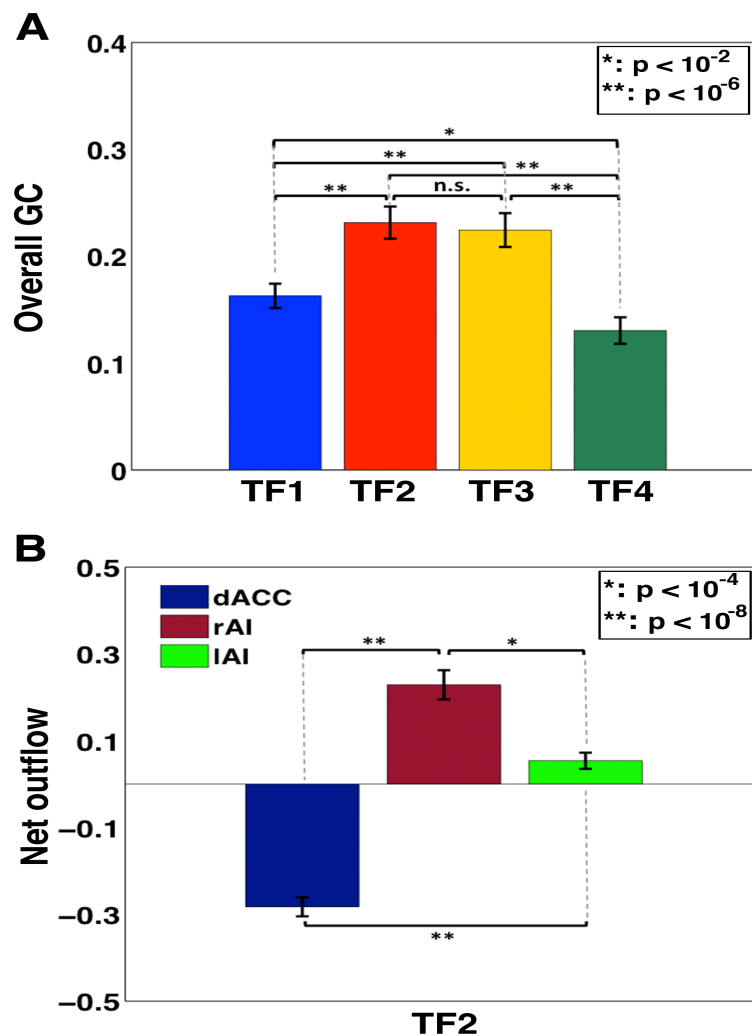 A
0.4
*: p < 10-2
**: p < 10-6
0.3
*
**
**
**
n.s.
**
Overall GC
0.2
0.1
0
TF1 TF2 TF3 TF4
B
0.5
dACC
*: p < 10-4
**: p < 10-8
rAI
lAI
0.3
**
*
Net outflow
0.1
−0.1
−0.3
**
−0.5
TF2